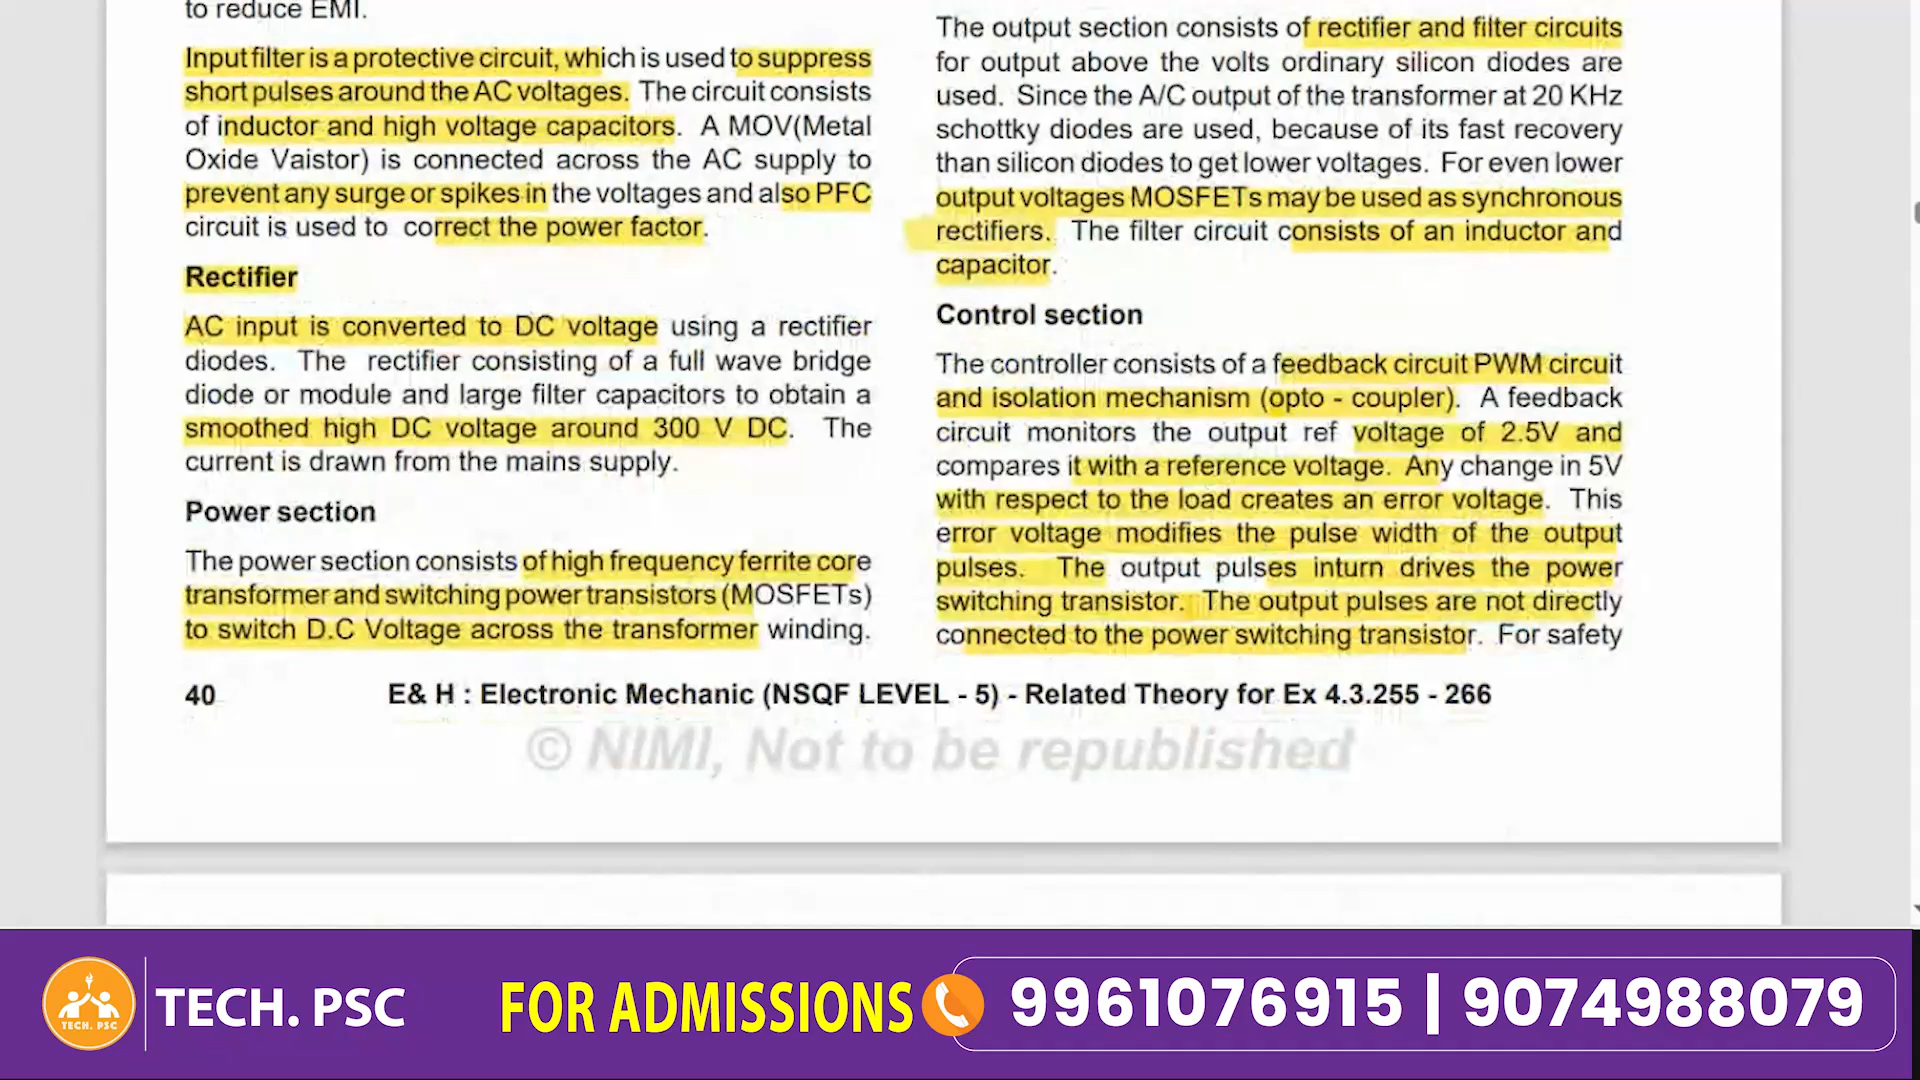 to reduce EMI.
Input filter is a protective circuit, which is used to suppress
short pulses around the AC voltages. The circuit consists
of inductor and high voltage capacitors. A MOV(Metal
Oxide Vaistor) is connected across the AC supply to
prevent any surge or spikes in the voltages and also PFC
circuit is used to correct the power factor.
Rectifier
AC input is converted to DC voltage using a rectifier
diodes. The rectifier consisting of a full wave bridge
diode or module and large filter capacitors to obtain a
smoothed high DC voltage around 300 V DC. The
current is drawn from the mains supply.
Power section
The power section consists of high frequency ferrite core
transformer and switching power transistors (MOSFETs)
to switch D.C Voltage across the transformer winding.
The output section consists of rectifier and filter circuits
for output above the volts ordinary silicon diodes are
used. Since the A/C output of the transformer at 20 KHz
schottky diodes are used, because of its fast recovery
than silicon diodes to get lower voltages. For even lower
output voltages MOSFETs may be used as synchronous
rectifiers. The filter circuit consists of an inductor and
capacitor.
Control section
The controller consists of a feedback circuit PWM circuit
and isolation mechanism (opto - coupler). A feedback
circuit monitors the output ref voltage of 2.5V and
compares it with a reference voltage. Any change in 5V
with respect to the load creates an error voltage. This
error voltage modifies the pulse width of the output
pulses. The output pulses inturn drives the power
switching transistor. The output pulses are not directly
connected to the power switching transistor. For safety
40 E& H : Electronic Mechanic (NSQF LEVEL - 5) - Related Theory for Ex 4.3.255 - 266
© NIMI, Not to be republished
TECH. PSC
TECH. PSC
FOR ADMISSIONS
9961076915 | 9074988079